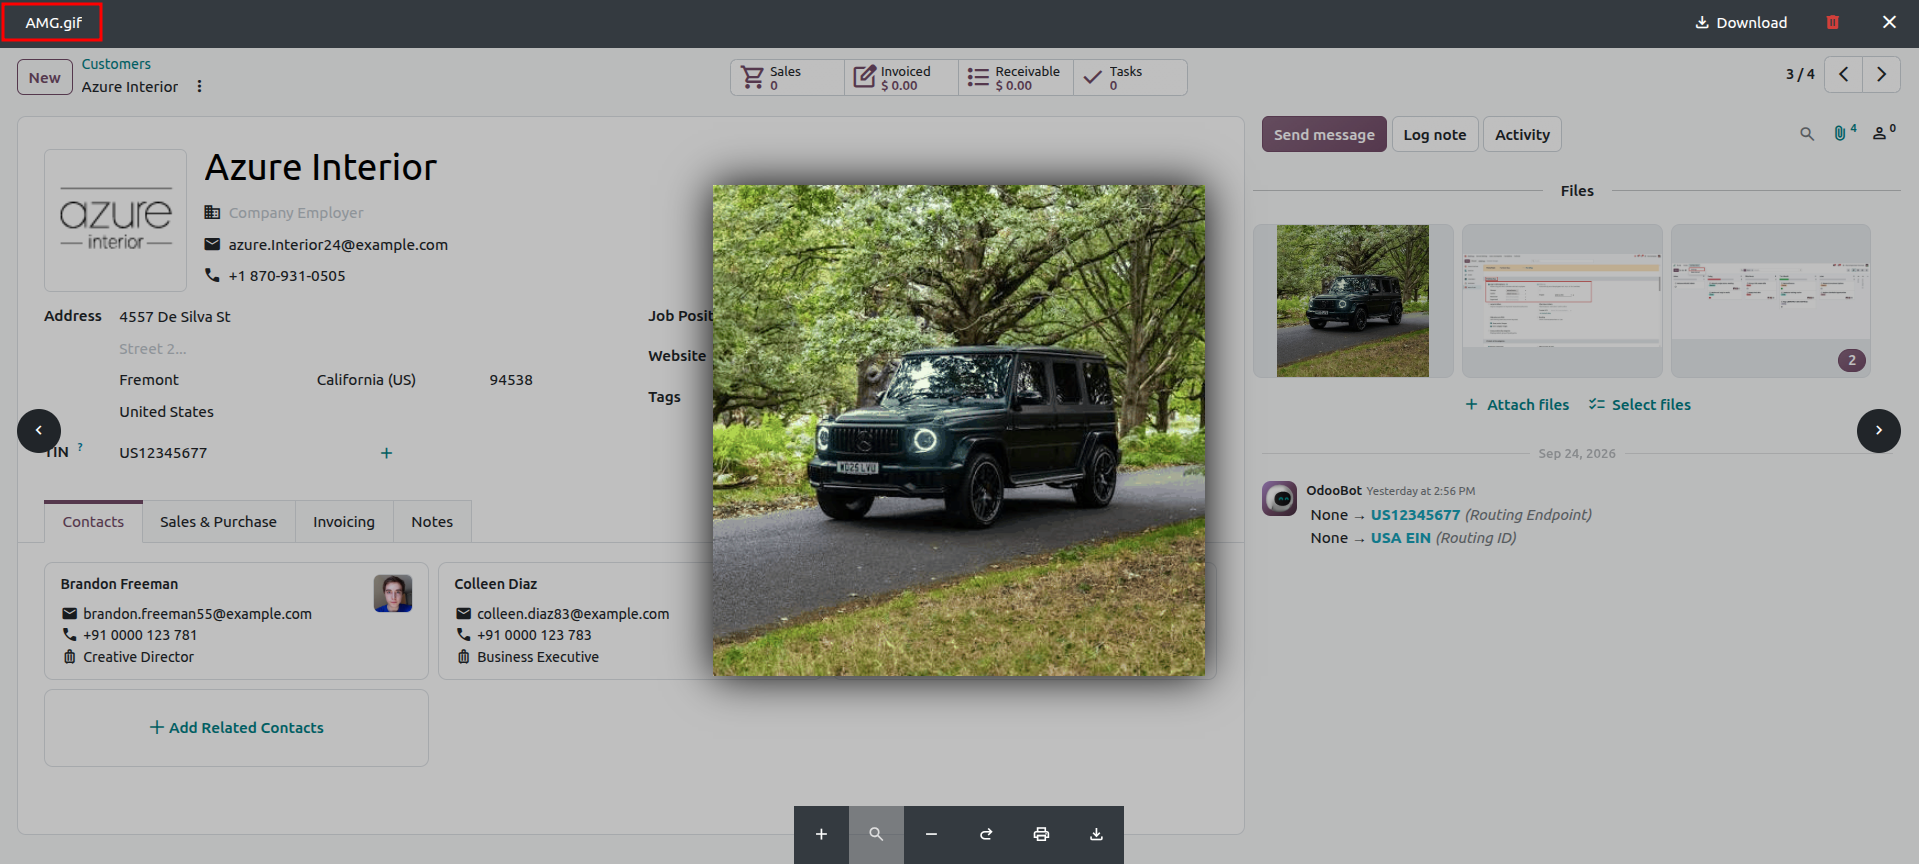 AMG.gif
Download
New
Customers
Azure Interior
Sales
0
Invoiced
$ 0.00
Receivable
$ 0.00
Tasks
0
3 / 4
azure
interior
Azure Interior
Company Employer
azure.Interior24@example.com
+1 870-931-0505
Address
4557 De Silva St
Street 2...
Fremont
California (US)
94538
United States
TIN ?
US12345677
Job Posit
Website
Tags
WD25 LVU
Contacts
Sales & Purchase
Invoicing
Notes
Brandon Freeman
brandon.freeman55@example.com
+91 0000 123 781
Creative Director
Colleen Diaz
colleen.diaz83@example.com
+91 0000 123 783
Business Executive
Add Related Contacts
Send message
Log note
Activity
4
0
Files
2
Attach files
Select files
Sep 24, 2026
OdooBot Yesterday at 2:56 PM
None → US12345677 (Routing Endpoint)
None → USA EIN (Routing ID)